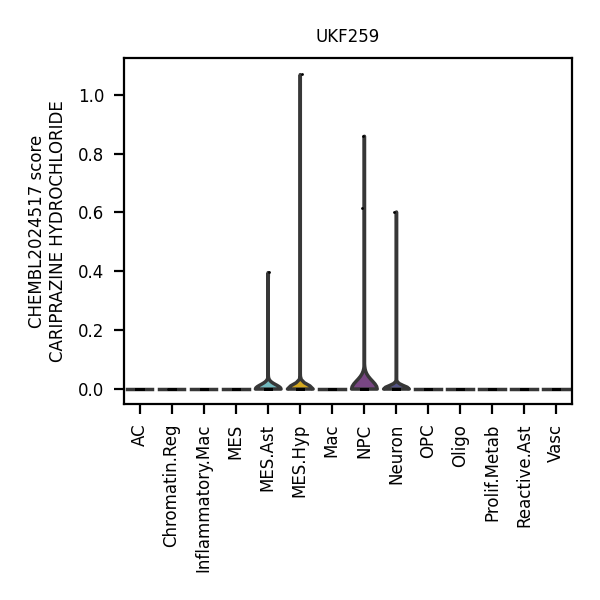 UKF259
CHEMBL2024517 score
CARIPRAZINE HYDROCHLORIDE
1.0
0.8
0.6
0.4
0.2
0.0
AC
Chromatin.Reg
Inflammatory.Mac
MES
MES.Ast
MES.Hyp
Mac
NPC
Neuron
OPC
Oligo
Prolif.Metab
Reactive.Ast
Vasc